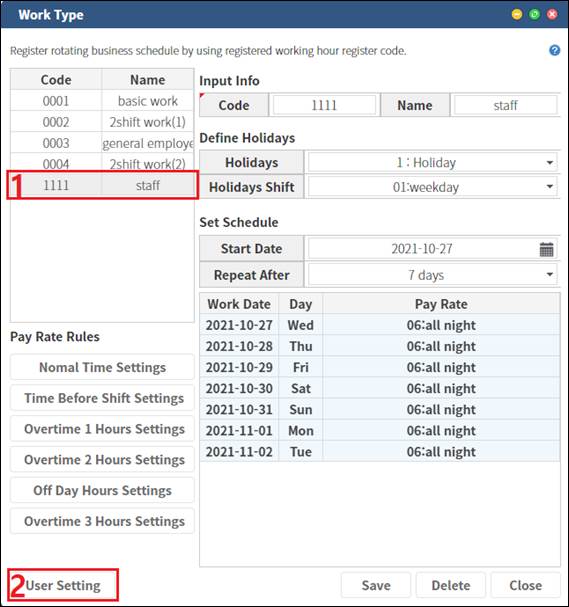 Work Type
Register rotating business schedule by using registered working hour register code.
?
Code Name
0001 basic work
0002 2shift work(1)
0003 general employe
0004 2shift work(2)
1 1111 staff
Input Info
Code 1111 Name staff
Define Holidays
Holidays 1 : Holiday
Holidays Shift 01:weekday
Set Schedule
Start Date 2021-10-27
Repeat After 7 days
Work Date Day Pay Rate
2021-10-27 Wed 06:all night
2021-10-28 Thu 06:all night
2021-10-29 Fri 06:all night
2021-10-30 Sat 06:all night
2021-10-31 Sun 06:all night
2021-11-01 Mon 06:all night
2021-11-02 Tue 06:all night
Pay Rate Rules
Nomal Time Settings
Time Before Shift Settings
Overtime 1 Hours Settings
Overtime 2 Hours Settings
Off Day Hours Settings
Overtime 3 Hours Settings
2 User Setting
Save Delete Close